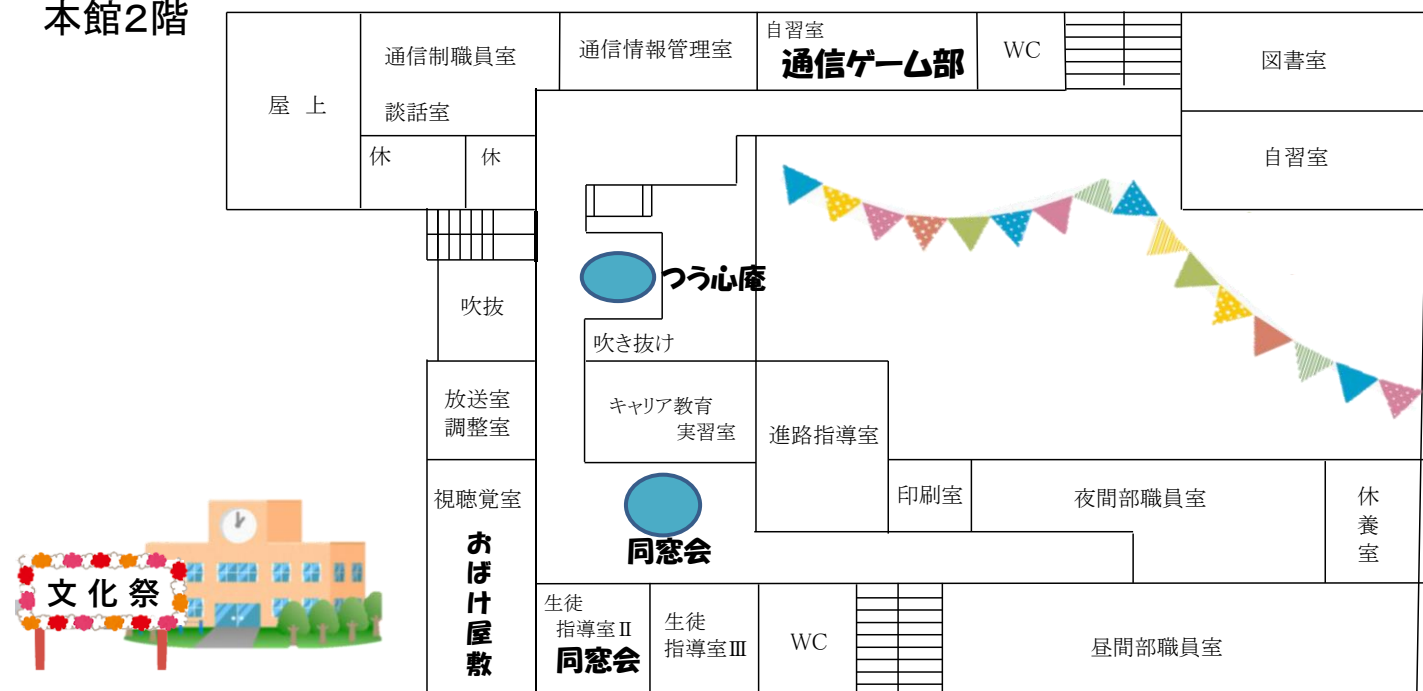 本館2階
屋 上
通信制職員室
談話室
休
休
通信情報管理室
自習室
通信ゲーム部
WC
図書室
自習室
つう心庵
吹抜
吹き抜け
放送室
調整室
キャリア教育
実習室
進路指導室
視聴覚室
おばけ屋敷
同窓会
印刷室
夜間部職員室
休養室
文化祭
生徒
指導室Ⅱ
同窓会
生徒
指導室Ⅲ
WC
昼間部職員室